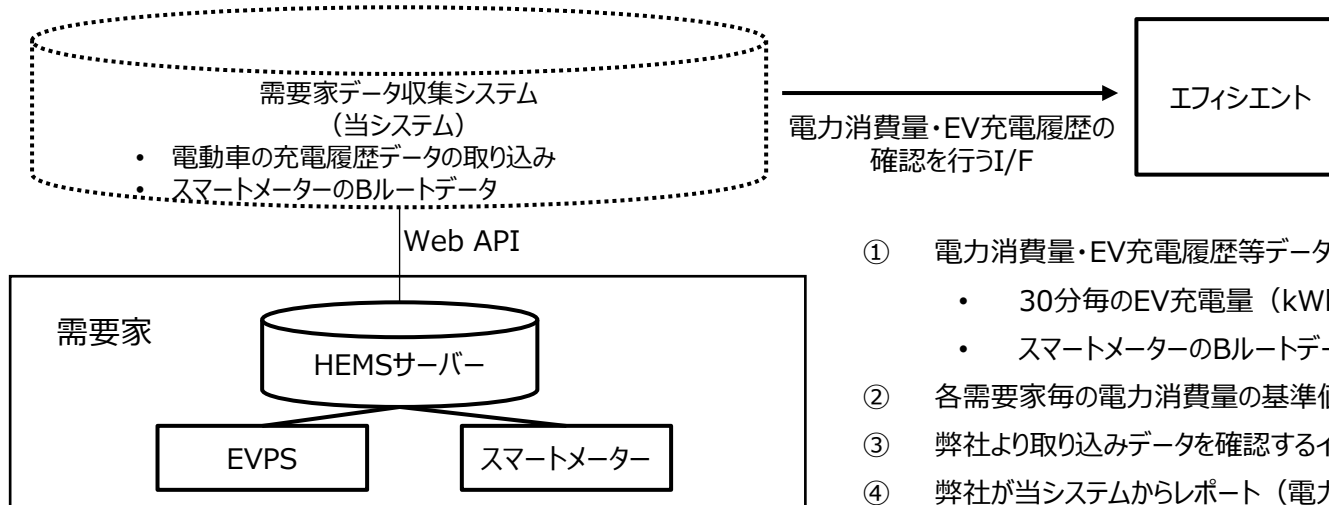 需要家データ収集システム
（当システム）
• 電動車の充電履歴データの取り込み
• スマートメーターのBルートデータ
電力消費量・EV充電履歴の
確認を行うI/F
エフィシエント
Web API
需要家
HEMSサーバー
EVPS
スマートメーター
① 電力消費量・EV充電履歴等データ
• 30分毎のEV充電量（kW
• スマートメーターのBルートデー
② 各需要家毎の電力消費量の基準
③ 弊社より取り込みデータを確認する
④ 弊社が当システムからレポート（電